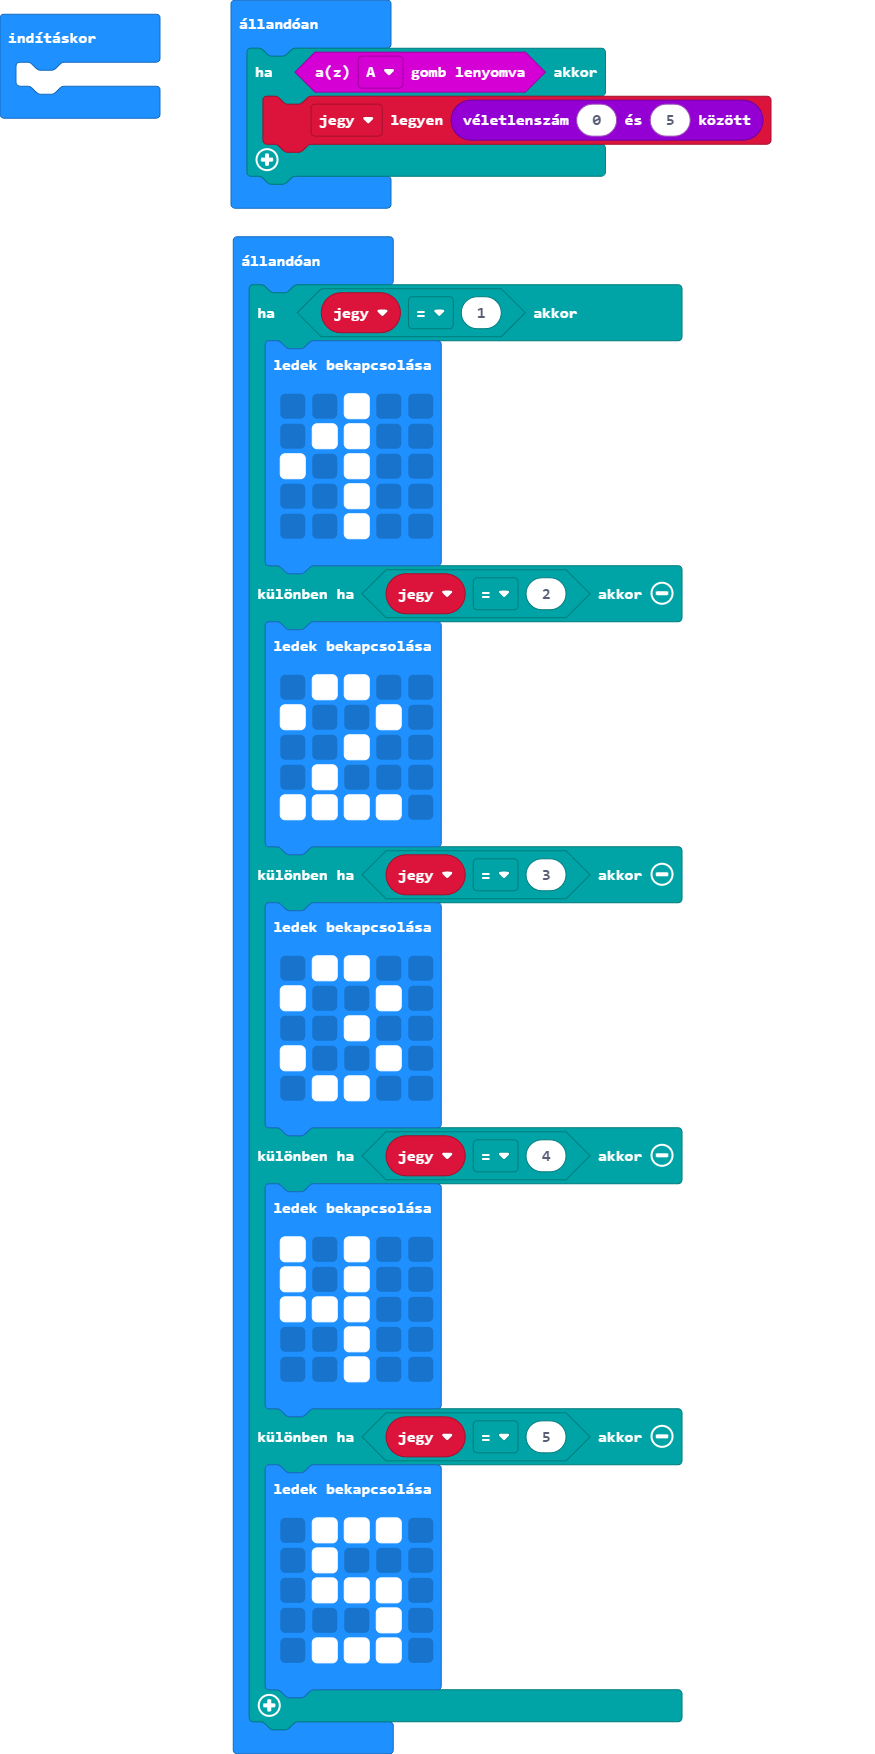 indításkor
állandóan
ha a(z) A gomb lenyomva akkor
jegy legyen véletlenszám 0 és 5 között
állandóan
ha jegy = 1 akkor
ledek bekapcsolása
különben ha jegy = 2 akkor
ledek bekapcsolása
különben ha jegy = 3 akkor
ledek bekapcsolása
különben ha jegy = 4 akkor
ledek bekapcsolása
különben ha jegy = 5 akkor
ledek bekapcsolása